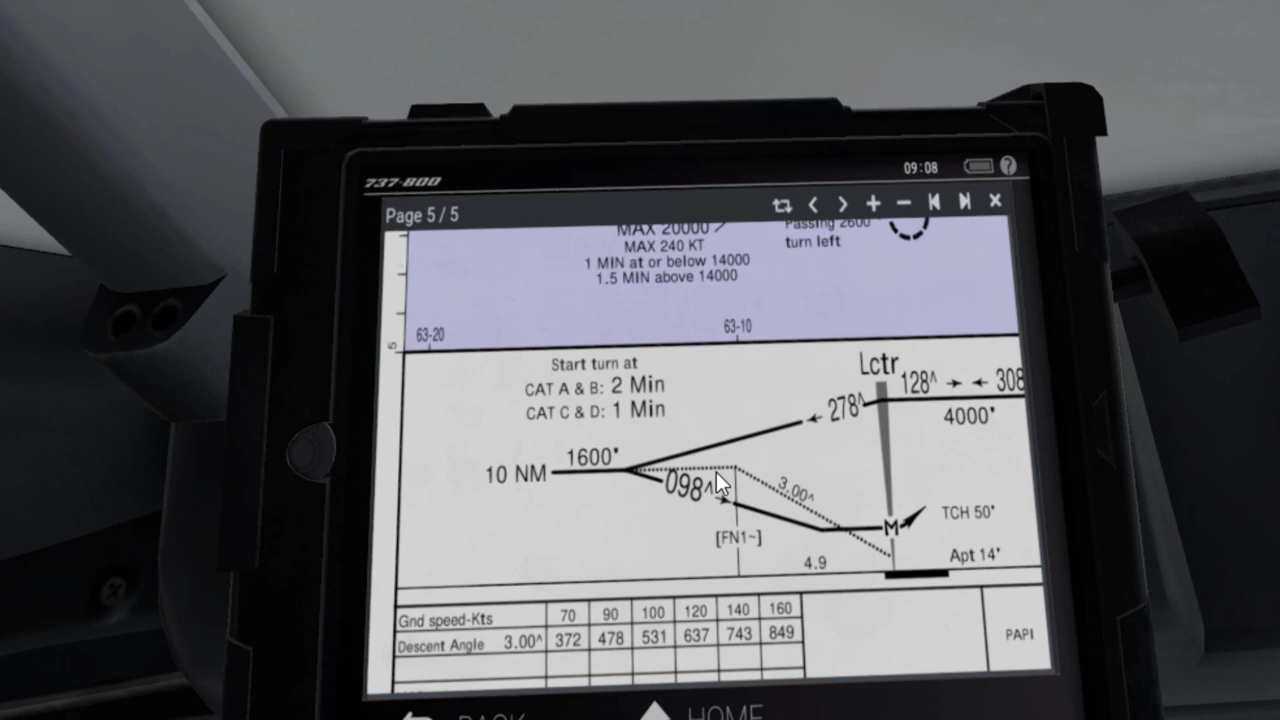 737-800
09:08
?
Page 5 / 5
MAX 20000
MAX 240 KT
1 MIN at or below 14000
1.5 MIN above 14000
Passing 2600
turn left
63-20
63-10
5
Start turn at
CAT A & B: 2 Min
CAT C & D: 1 Min
Lctr
128^
308
278^
4000'
10 NM
1600'
098^
3.00^
M
TCH 50'
[FN1~]
4.9
Apt 14'
Gnd speed-Kts 70 90 100 120 140 160
Descent Angle 3.00^ 372 478 531 637 743 849
PAPI
BACK
HOME